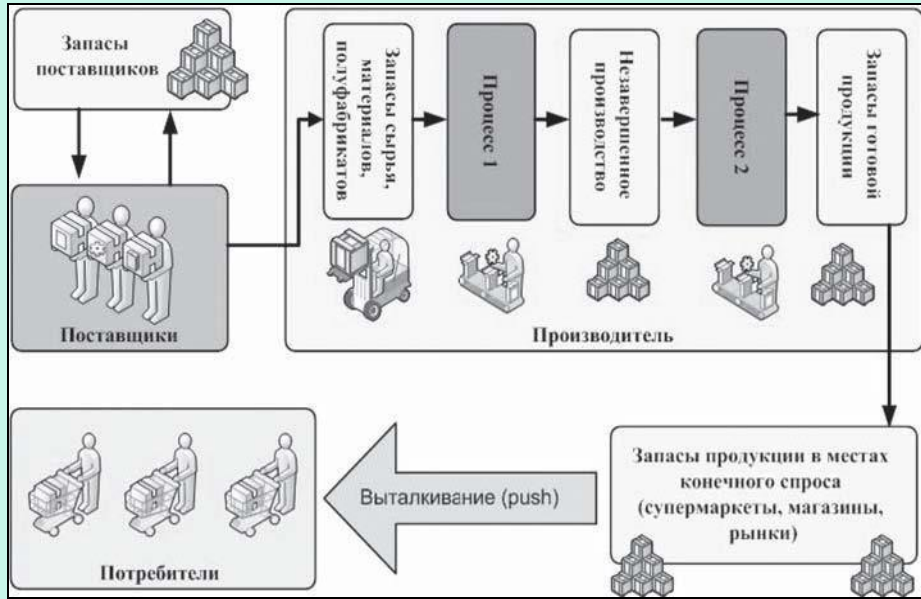 Запасы
поставщиков
Поставщики
Запасы сырья,
материалов,
полуфабрикатов
Процесс 1
Незавершенное
производство
Процесс 2
Запасы готовой
продукции
Производитель
Запасы продукции в местах
конечного спроса
(супермаркеты, магазины,
рынки)
Выталкивание (push)
Потребители